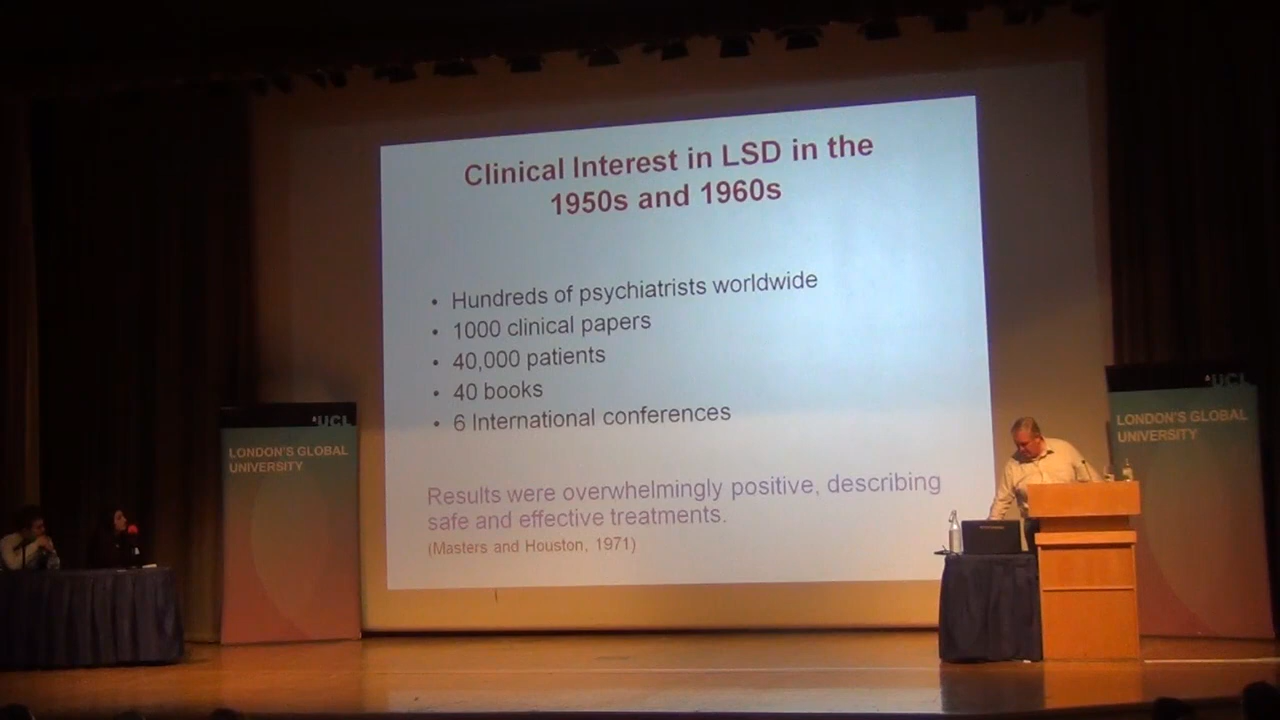 Clinical Interest in LSD in the
1950s and 1960s
• Hundreds of psychiatrists worldwide
• 1000 clinical papers
• 40,000 patients
• 40 books
• 6 International conferences
Results were overwhelmingly positive, describing
safe and effective treatments.
(Masters and Houston, 1971)
UCL
LONDON'S GLOBAL
UNIVERSITY
UCL
LONDON'S GLOBAL
UNIVERSITY